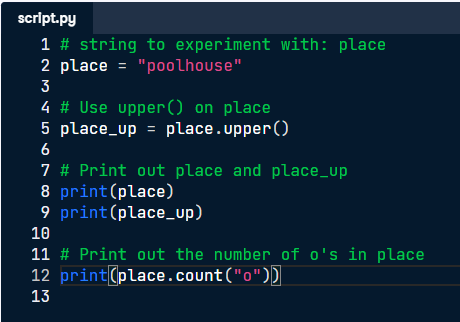 script.py
1 # string to experiment with: place
2 place = "poolhouse"
3
4 # Use upper() on place
5 place_up = place.upper()
6
7 # Print out place and place_up
8 print(place)
9 print(place_up)
10
11 # Print out the number of o's in place
12 print(place.count("o"))
13